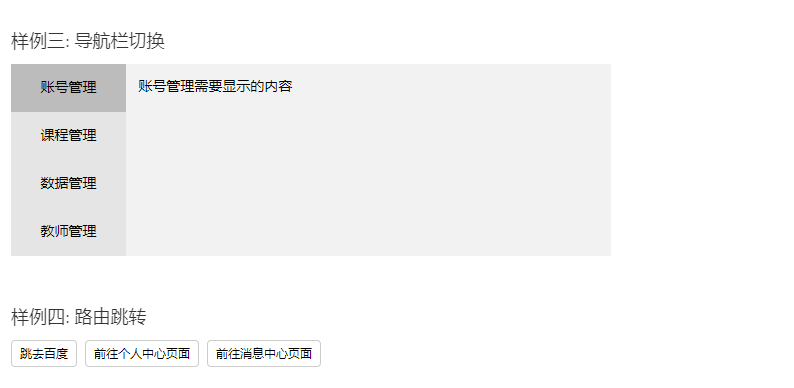 样例三: 导航栏切换
账号管理 账号管理需要显示的内容
课程管理
数据管理
教师管理
样例四: 路由跳转
跳去百度 前往个人中心页面 前往消息中心页面